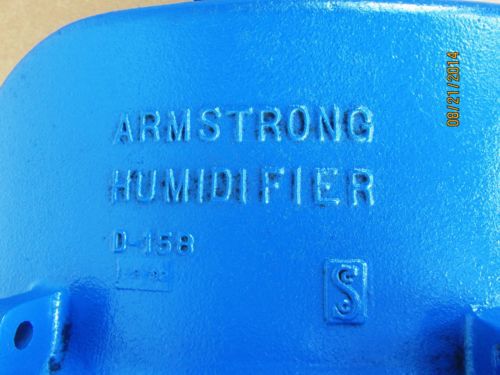 ARMSTRONG
HUMIDIFIER
D-158
S
08/21/2014